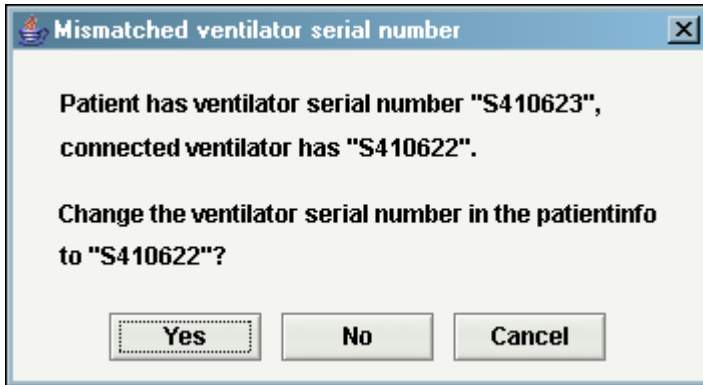 Mismatched ventilator serial number
Patient has ventilator serial number "S410623",
connected ventilator has "S410622".
Change the ventilator serial number in the patientinfo
to "S410622"?
Yes No Cancel